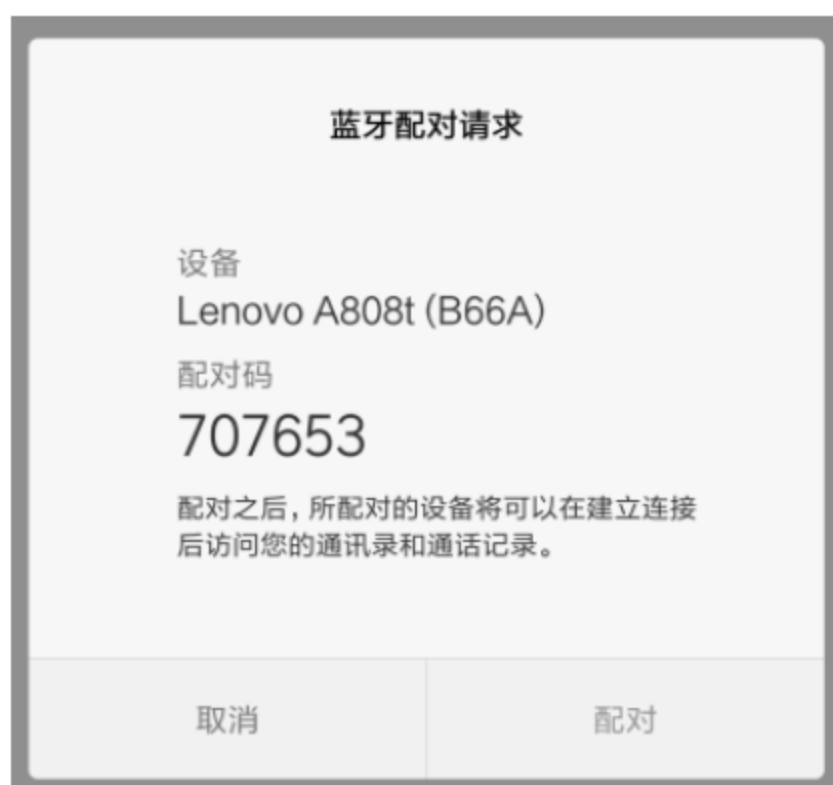 蓝牙配对请求
设备
Lenovo A808t (B66A)
配对码
707653
配对之后，所配对的设备将可以在建立连接
后访问您的通讯录和通话记录。
取消
配对